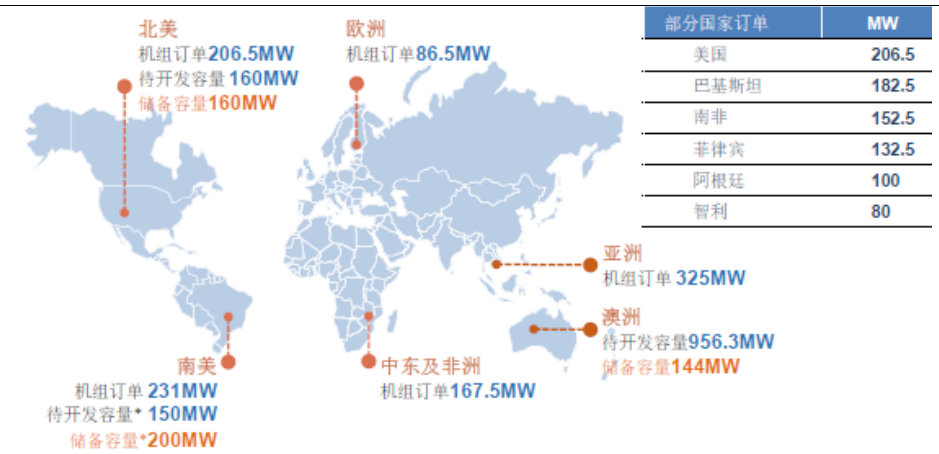 北美
机组订单206.5MW
待开发容量 160MW
储备容量160MW
欧洲
机组订单86.5MW
部分国家订单 MW
美国 206.5
巴基斯坦 182.5
南非 152.5
菲律宾 132.5
阿根廷 100
智利 80
亚洲
机组订单 325MW
澳洲
待开发容量956.3MW
储备容量144MW
南美
机组订单 231MW
待开发容量* 150MW
储备容量*200MW
中东及非洲
机组订单167.5MW